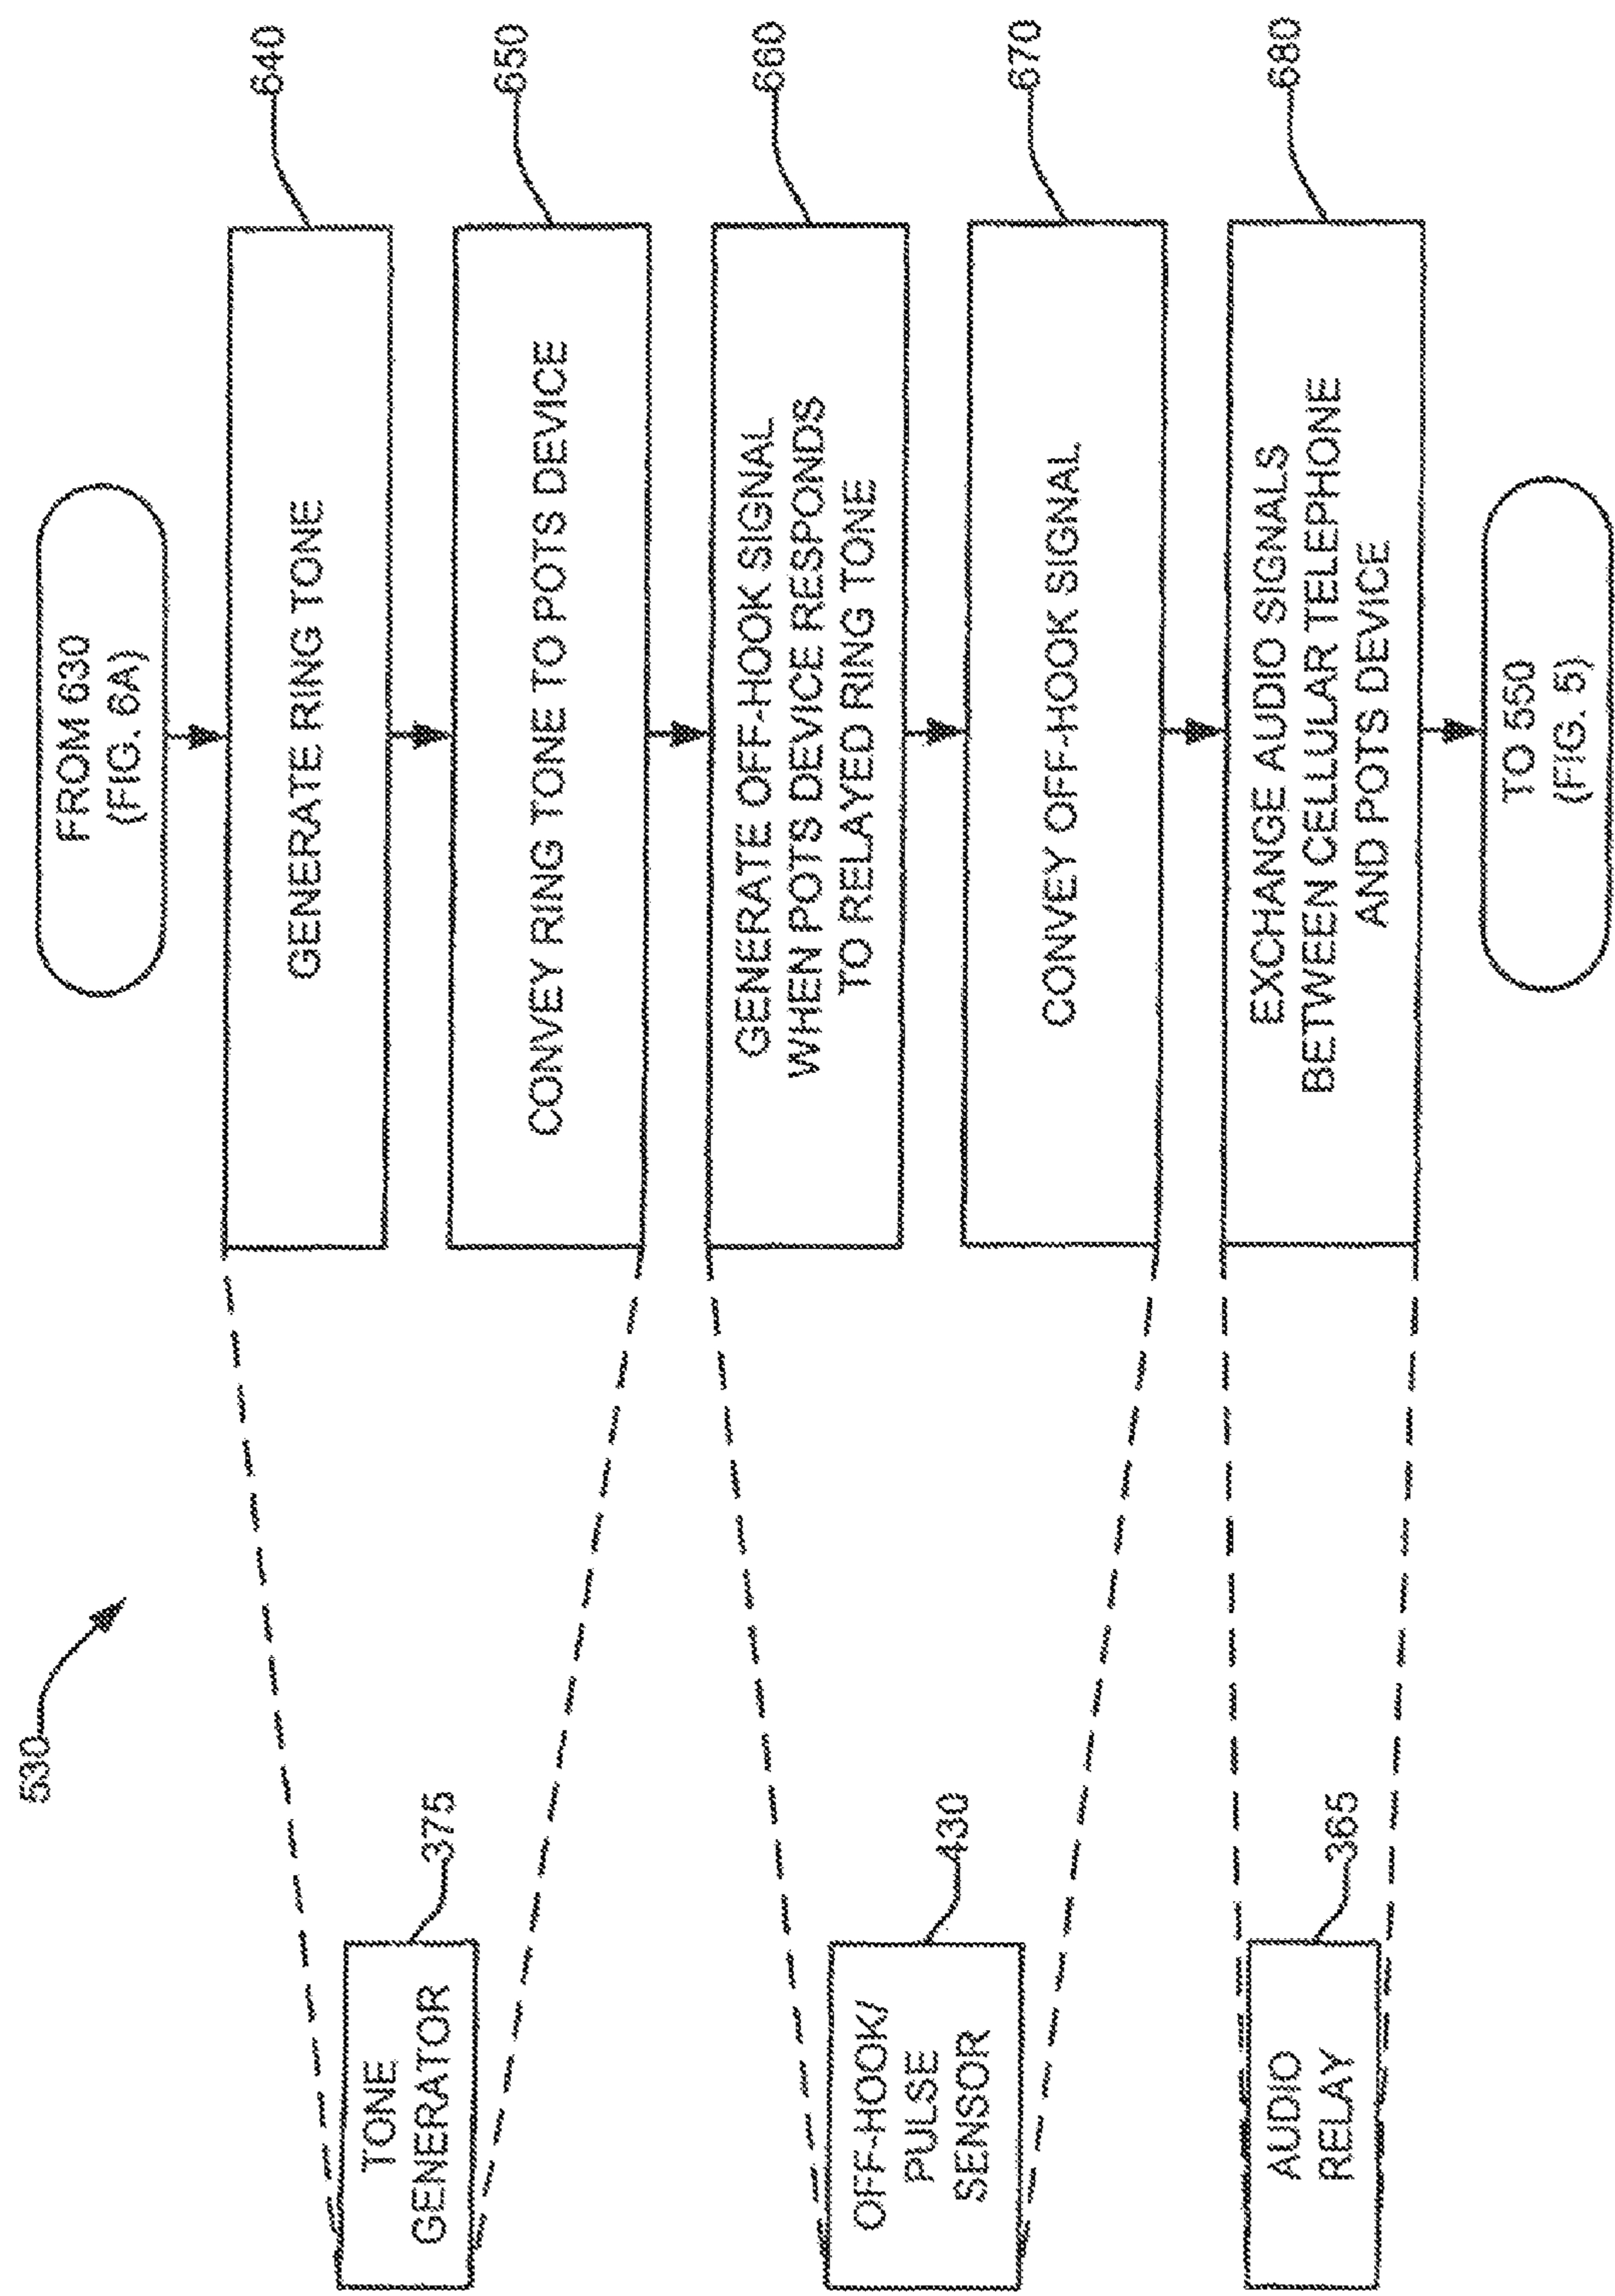 530
FROM 630
(FIG. 6A)
640
GENERATE RING TONE
TONE
GENERATOR
375
650
CONVEY RING TONE TO POTS DEVICE
660
GENERATE OFF-HOOK SIGNAL
WHEN POTS DEVICE RESPONDS
TO RELAYED RING TONE
OFF-HOOK/
PULSE
SENSOR
430
670
CONVEY OFF-HOOK SIGNAL
680
EXCHANGE AUDIO SIGNALS
BETWEEN CELLULAR TELEPHONE
AND POTS DEVICE
AUDIO
RELAY
365
TO 550
(FIG. 5)